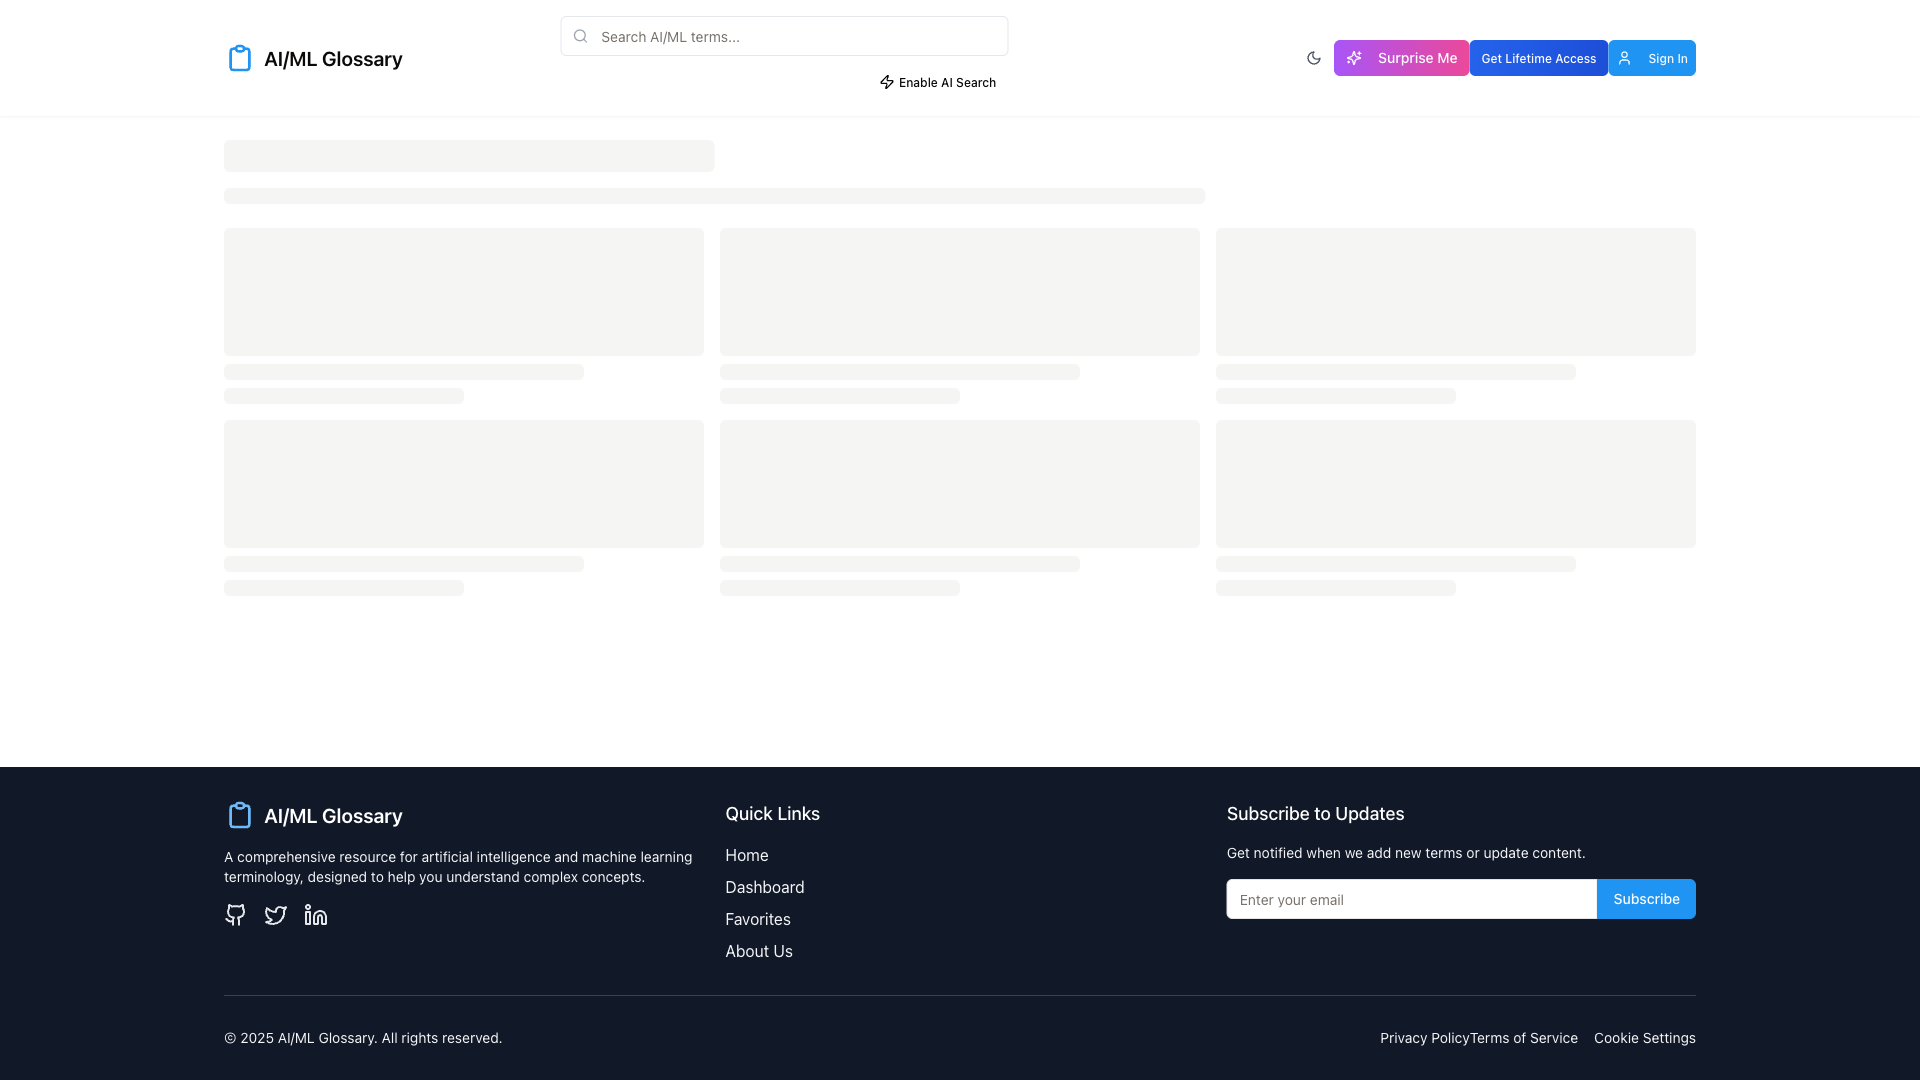 AI/ML Glossary
Search AI/ML terms...
Enable AI Search
Surprise Me
Get Lifetime Access
Sign In
AI/ML Glossary
A comprehensive resource for artificial intelligence and machine learning
terminology, designed to help you understand complex concepts.
Quick Links
Home
Dashboard
Favorites
About Us
Subscribe to Updates
Get notified when we add new terms or update content.
Enter your email
Subscribe
© 2025 AI/ML Glossary. All rights reserved.
Privacy Policy
Terms of Service
Cookie Settings